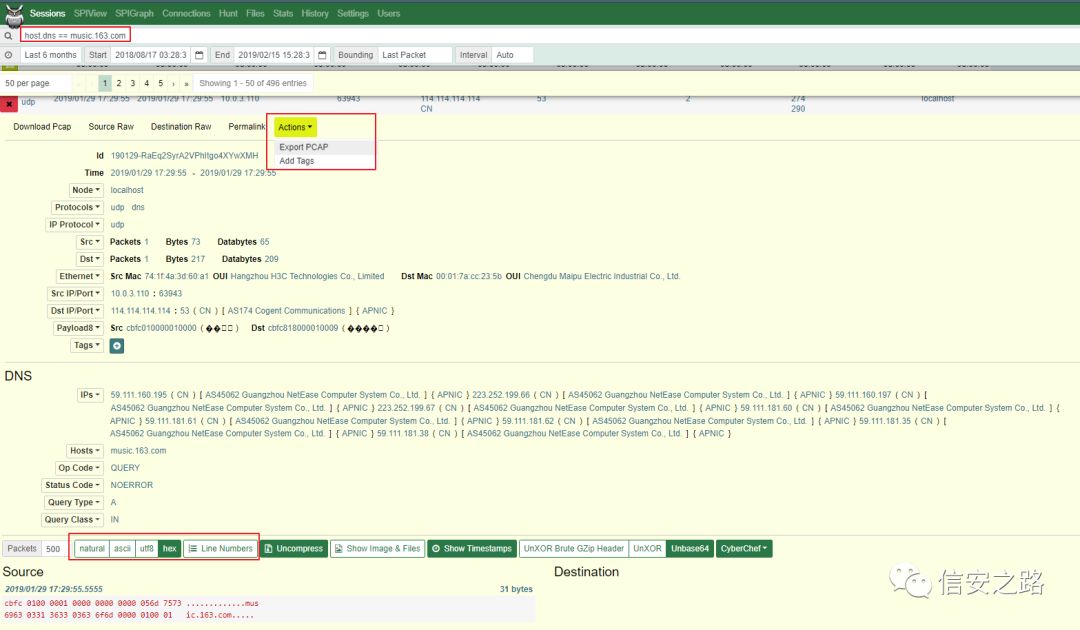 Sessions SPIView SPIGraph Connections Hunt Files Stats History Settings Users
host.dns == music.163.com
Last 6 months Start 2018/08/17 03:28:3 End 2019/02/15 15:28:3 Bounding Last Packet Interval Auto
50 per page 1 2 3 4 5 › » Showing 1 - 50 of 496 entries
udp 2019/01/29 17:29:55 2019/01/29 17:29:55 10.0.3.110 63943 114.114.114.114 53 2 274 localhost
CN 290
Download Pcap Source Raw Destination Raw Permalink Actions
Export PCAP
Add Tags
Id 190129-RaEq2SyrA2VPhItgo4XYwXMH
Time 2019/01/29 17:29:55 - 2019/01/29 17:29:55
Node localhost
Protocols udp dns
IP Protocol udp
Src Packets 1 Bytes 73 Databytes 65
Dst Packets 1 Bytes 217 Databytes 209
Ethernet Src Mac 74:1f:4a:3d:60:a1 OUI Hangzhou H3C Technologies Co., Limited Dst Mac 00:01:7a:cc:23:5b OUI Chengdu Maipu Electric Industrial Co., Ltd.
Src IP/Port 10.0.3.110 : 63943
Dst IP/Port 114.114.114.114 : 53 ( CN ) [ AS174 Cogent Communications ] { APNIC }
Payload8 Src cbfc010000010000 ( ��□□ ) Dst cbfc818000010009 ( ����□ )
Tags
DNS
IPs 59.111.160.195 ( CN ) [ AS45062 Guangzhou NetEase Computer System Co., Ltd. ] { APNIC } 223.252.199.66 ( CN ) [ AS45062 Guangzhou NetEase Computer System Co., Ltd. ] { APNIC } 59.111.160.197 ( CN ) [
AS45062 Guangzhou NetEase Computer System Co., Ltd. ] { APNIC } 223.252.199.67 ( CN ) [ AS45062 Guangzhou NetEase Computer System Co., Ltd. ] { APNIC } 59.111.181.60 ( CN ) [ AS45062 Guangzhou NetEase Computer System Co., Ltd. ] {
APNIC } 59.111.181.61 ( CN ) [ AS45062 Guangzhou NetEase Computer System Co., Ltd. ] { APNIC } 59.111.181.62 ( CN ) [ AS45062 Guangzhou NetEase Computer System Co., Ltd. ] { APNIC } 59.111.181.35 ( CN ) [
AS45062 Guangzhou NetEase Computer System Co., Ltd. ] { APNIC } 59.111.181.38 ( CN ) [ AS45062 Guangzhou NetEase Computer System Co., Ltd. ] { APNIC }
Hosts music.163.com
Op Code QUERY
Status Code NOERROR
Query Type A
Query Class IN
Packets 500 natural ascii utf8 hex Line Numbers Uncompress Show Image & Files Show Timestamps UnXOR Brute GZip Header UnXOR Unbase64 CyberChef
Source Destination
2019/01/29 17:29:55.5555 31 bytes
cbfc 0100 0001 0000 0000 0000 056d 7573 .............mus
6963 0331 3633 0363 6f6d 0000 0100 01 ic.163.com.....
信安之路